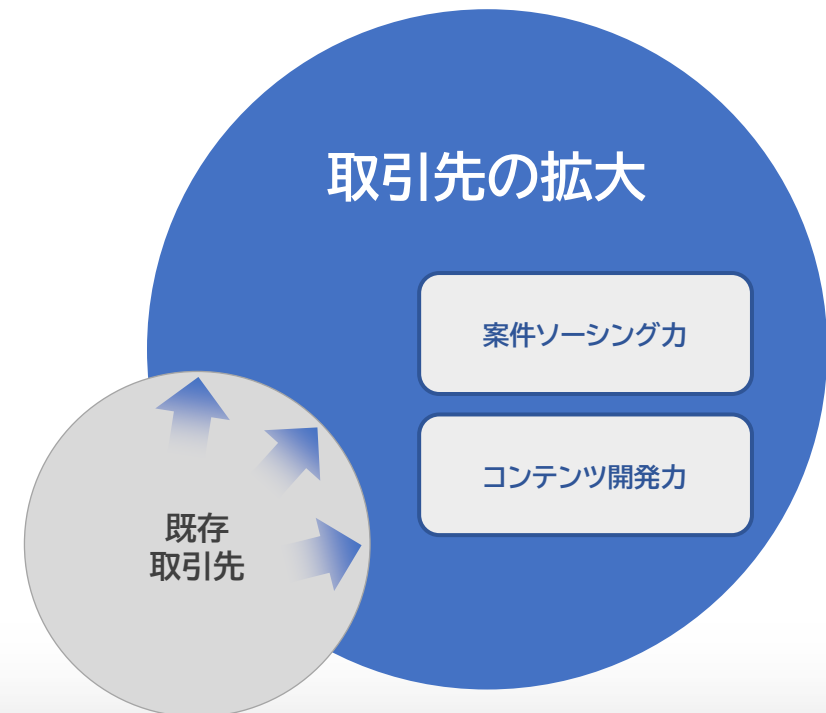 取引先の拡大
案件ソーシング力
コンテンツ開発力
既存
取引先